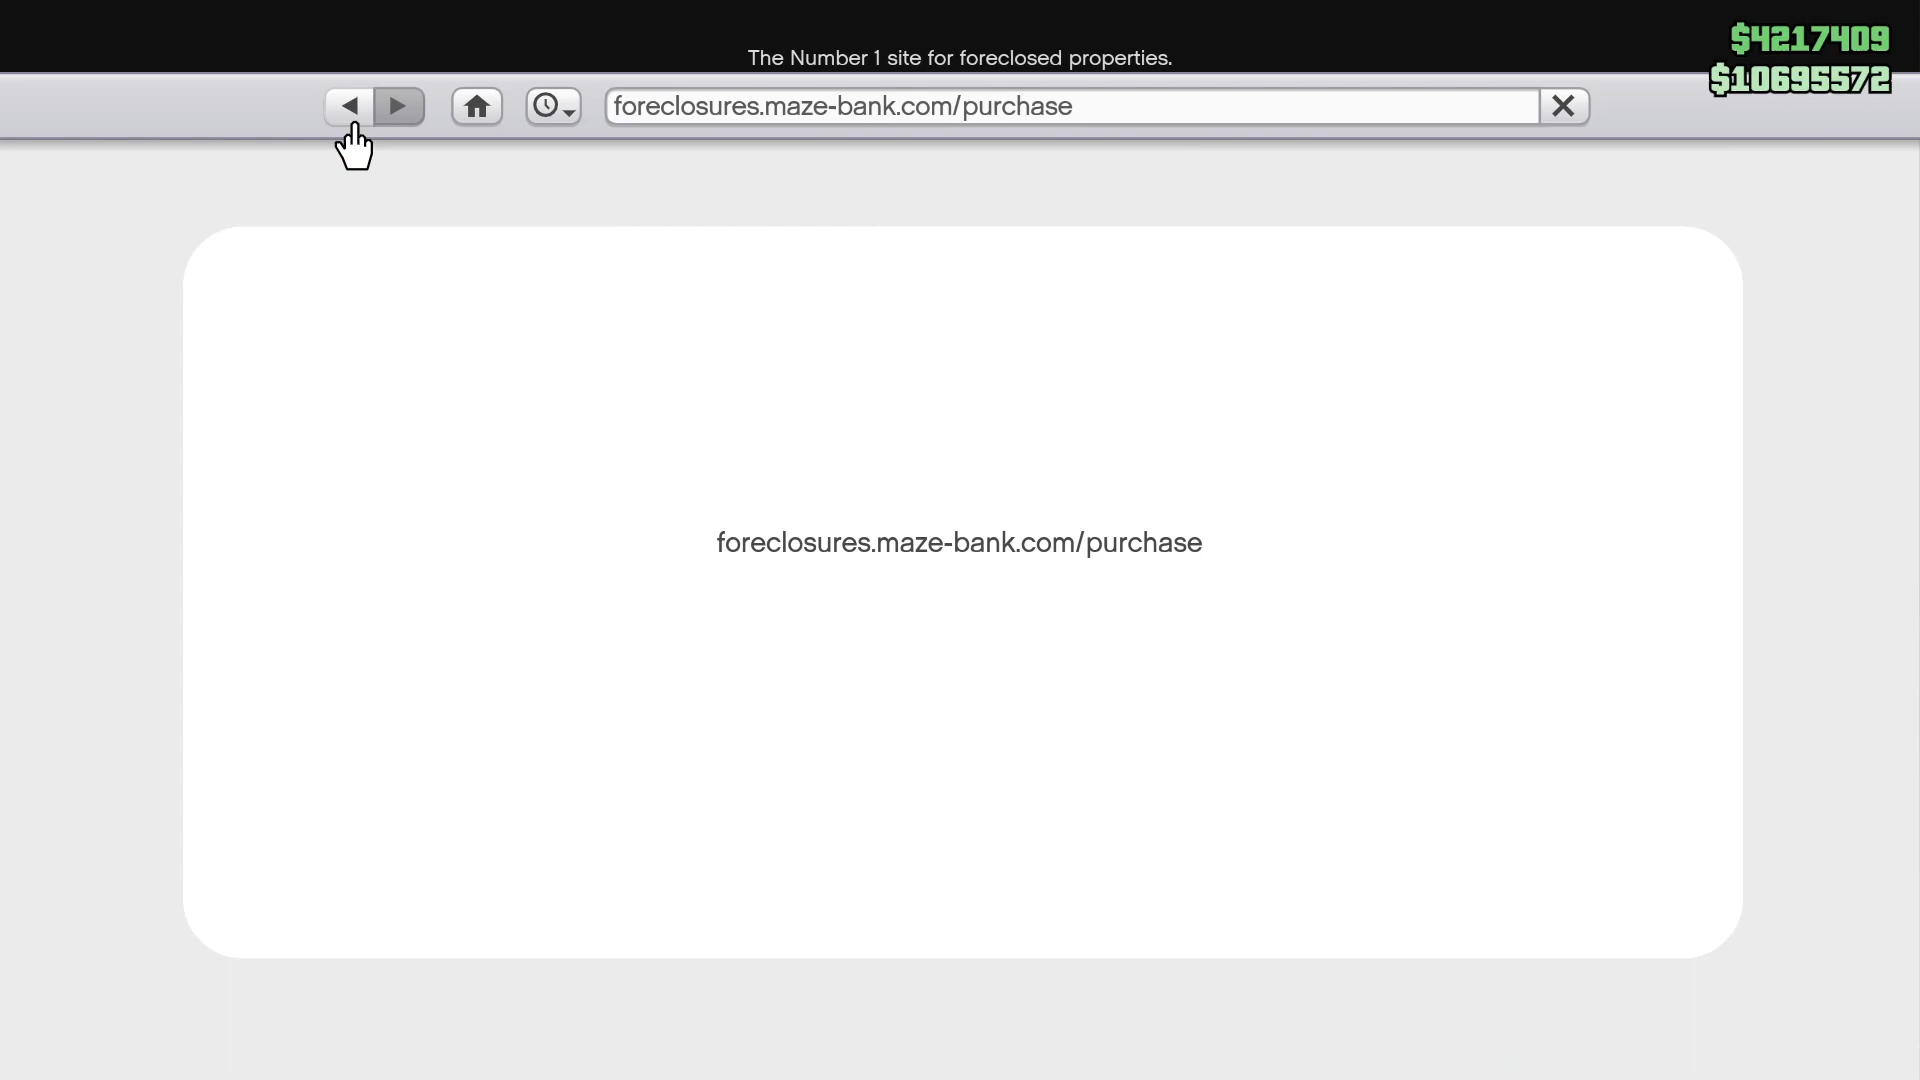 The Number 1 site for foreclosed properties.
$4217409
$10695572
foreclosures.maze-bank.com/purchase
foreclosures.maze-bank.com/purchase